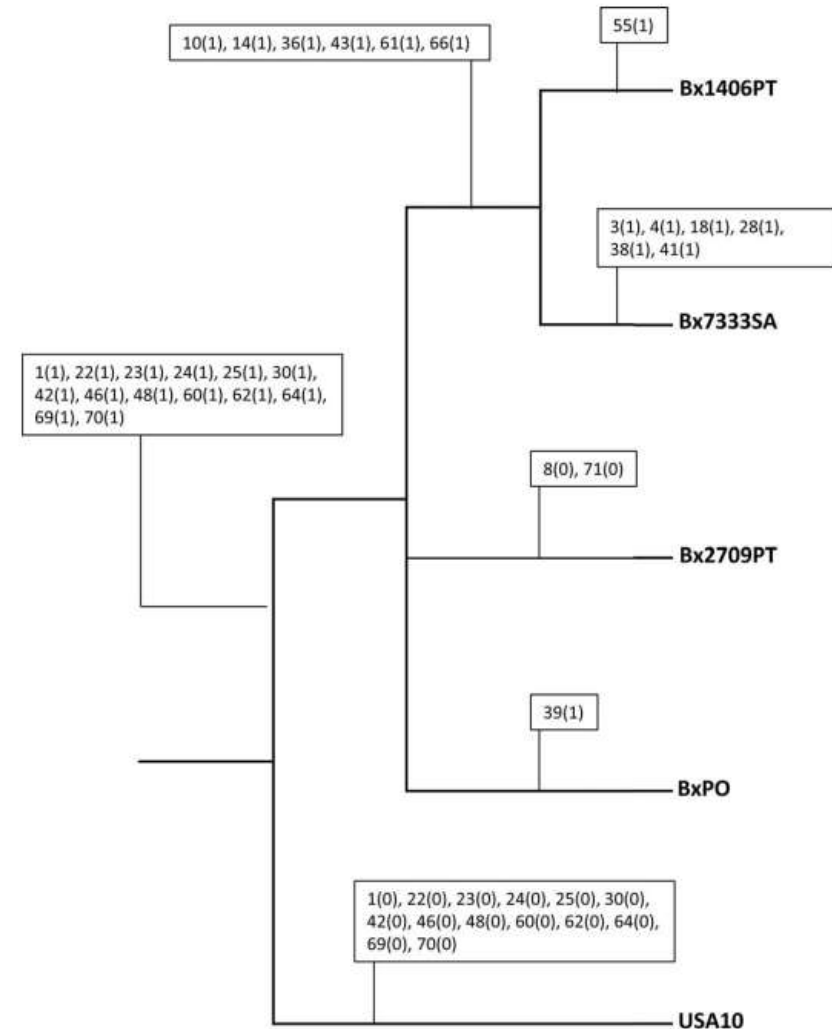 55(1)
10(1), 14(1), 36(1), 43(1), 61(1), 66(1)
Bx1406PT
3(1), 4(1), 18(1), 28(1),
38(1), 41(1)
Bx7333SA
1(1), 22(1), 23(1), 24(1), 25(1), 30(1),
42(1), 46(1), 48(1), 60(1), 62(1), 64(1),
69(1), 70(1)
8(0), 71(0)
Bx2709PT
39(1)
BxPO
1(0), 22(0), 23(0), 24(0), 25(0), 30(0),
42(0), 46(0), 48(0), 60(0), 62(0), 64(0),
69(0), 70(0)
USA10